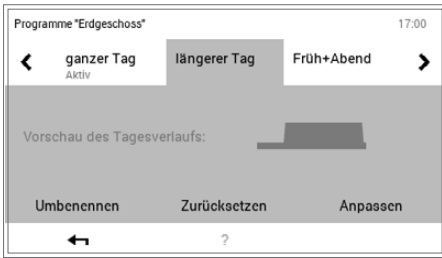 Programme "Erdgeschoss" 17:00
ganzer Tag längerer Tag Früh+Abend
Aktiv
Vorschau des Tagesverlaufs:
Umbenennen Zurücksetzen Anpassen
?